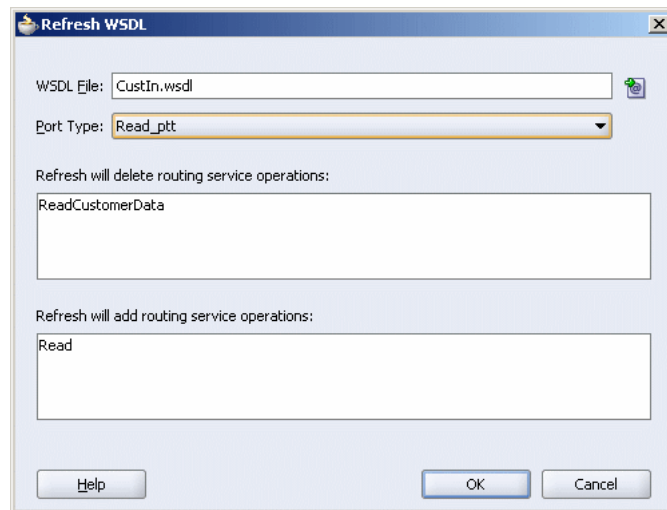 Refresh WSDL
WSDL File: CustIn.wsdl
Port Type: Read_ptt
Refresh will delete routing service operations:
ReadCustomerData
Refresh will add routing service operations:
Read
Help OK Cancel